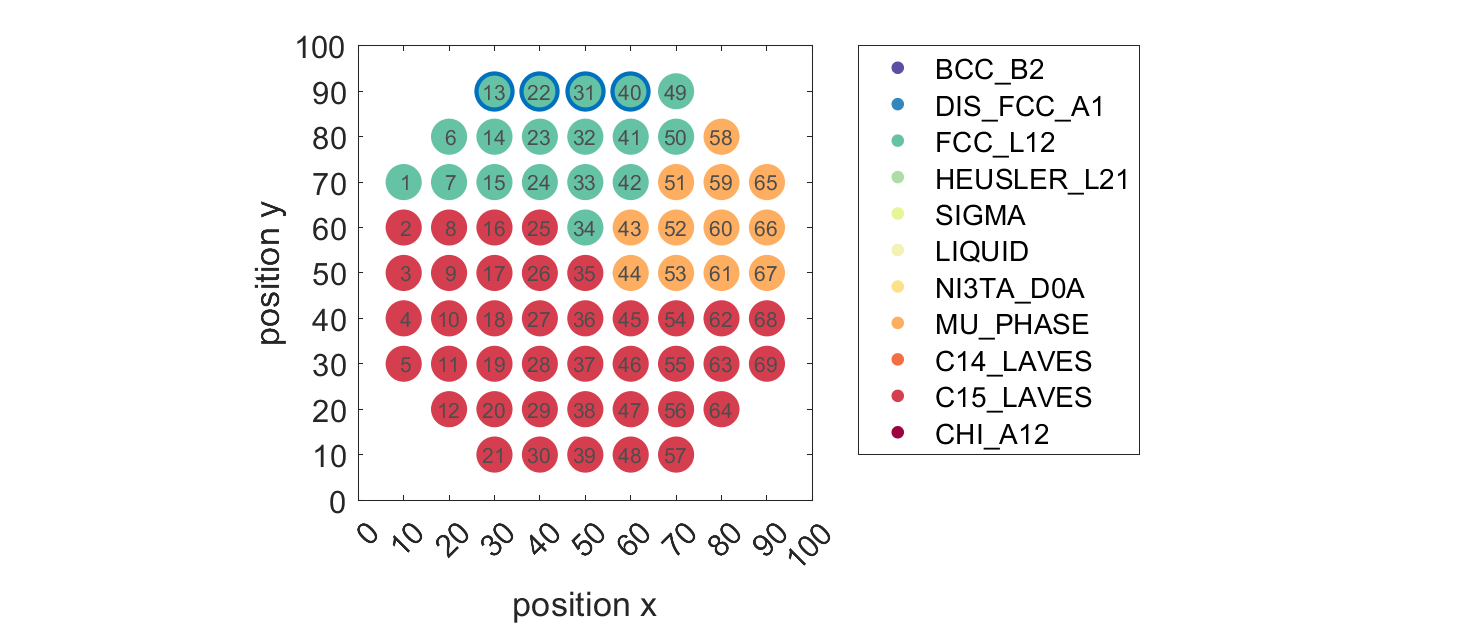 100
90 13 22 31 40 49
80 6 14 23 32 41 50 58
70 1 7 15 24 33 42 51 59 65
60 2 8 16 25 34 43 52 60 66
50 3 9 17 26 35 44 53 61 67
40 4 10 18 27 36 45 54 62 68
30 5 11 19 28 37 46 55 63 69
20 12 20 29 38 47 56 64
10 21 30 39 48 57
0
0 10 20 30 40 50 60 70 80 90 100
position x
position y
BCC_B2
DIS_FCC_A1
FCC_L12
HEUSLER_L21
SIGMA
LIQUID
NI3TA_D0A
MU_PHASE
C14_LAVES
C15_LAVES
CHI_A12